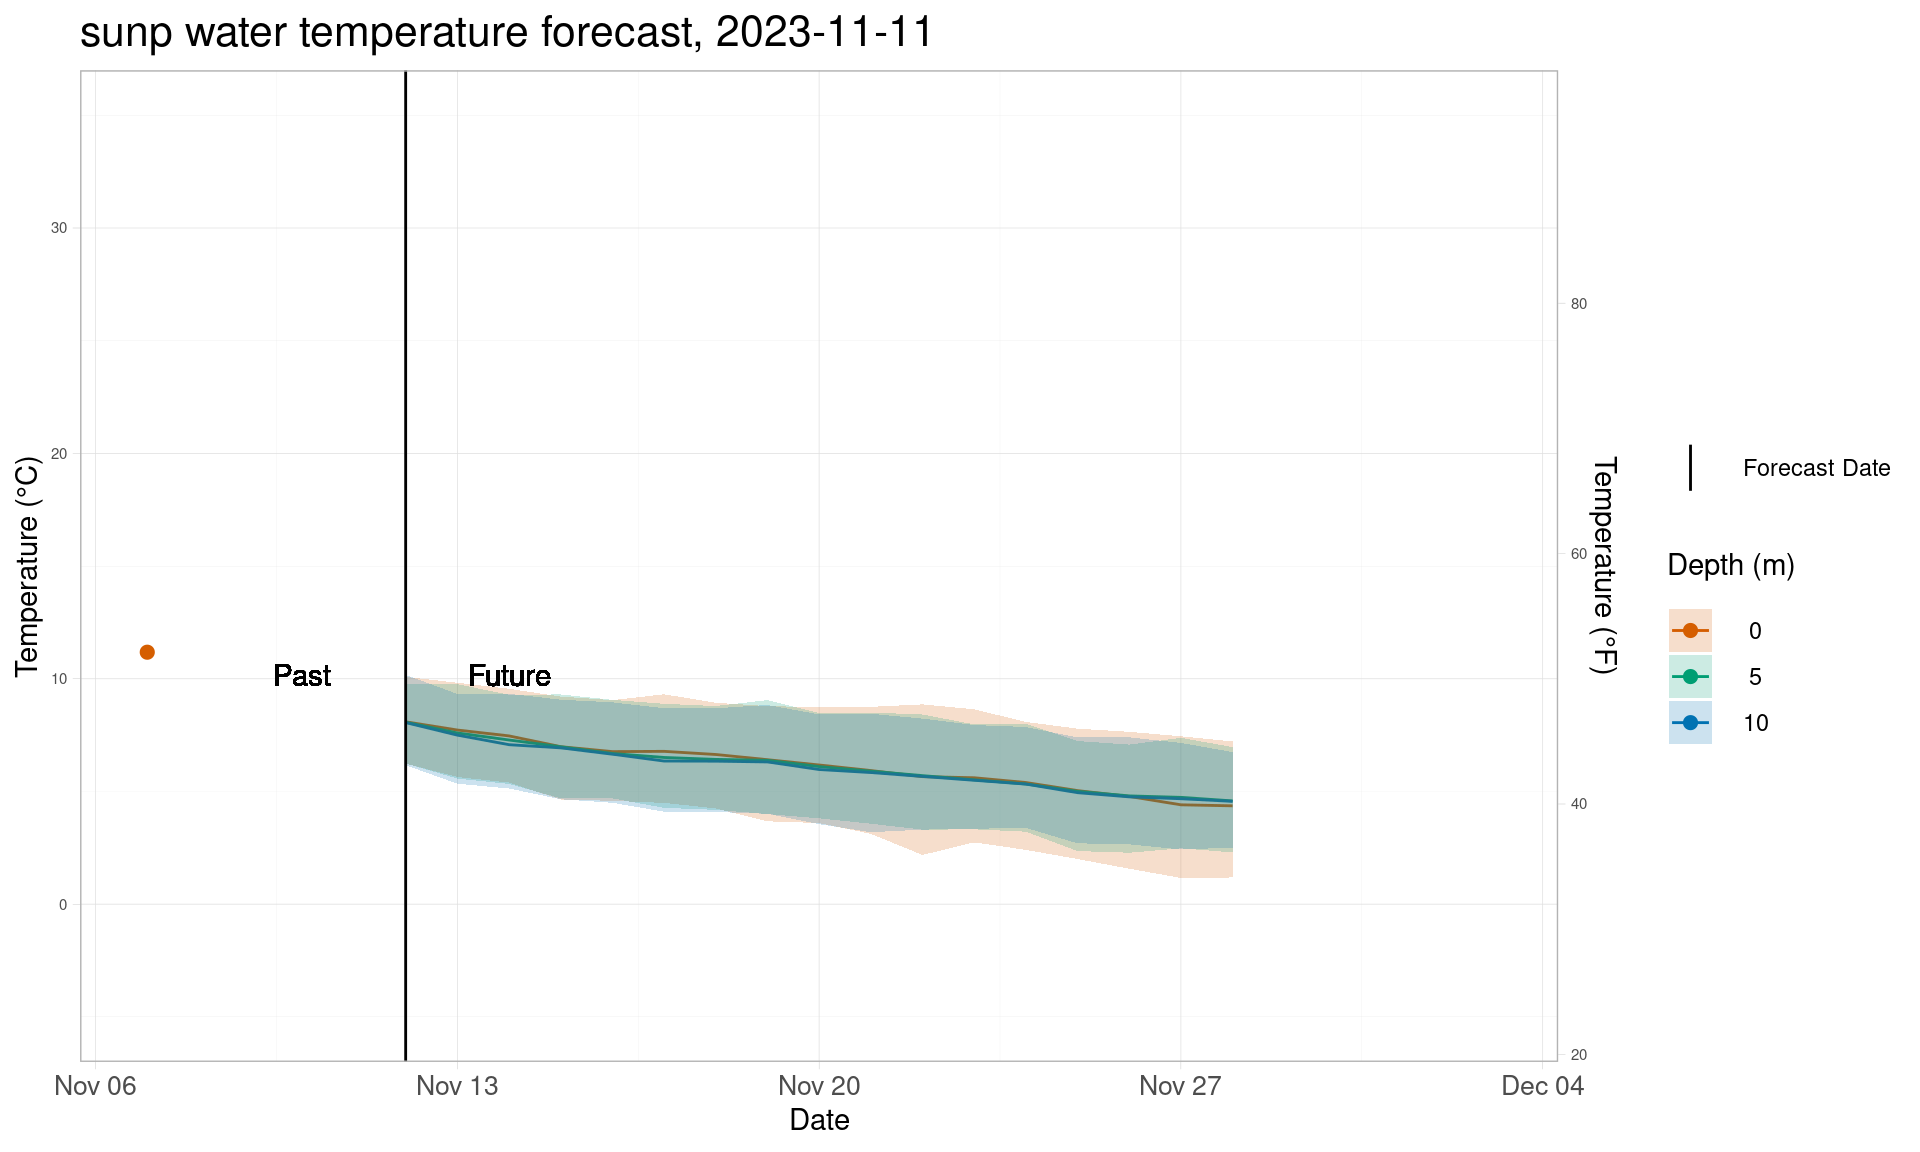 sunp water temperature forecast, 2023-11-11
Temperature (°C)
30
20
10
0
Past
Future
80
60
40
20
Temperature (°F)
Nov 06
Nov 13
Nov 20
Nov 27
Dec 04
Date
Forecast Date
Depth (m)
0
5
10